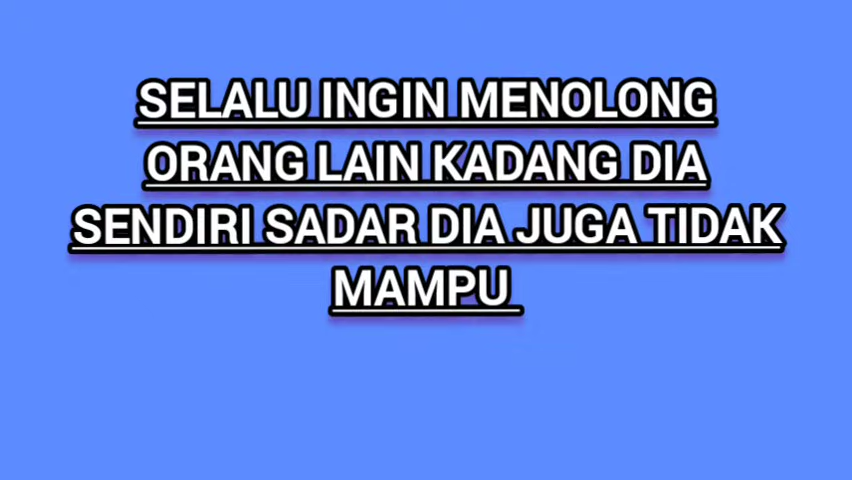 SELALU INGIN MENOLONG
ORANG LAIN KADANG DIA
SENDIRI SADAR DIA JUGA TIDAK
MAMPU